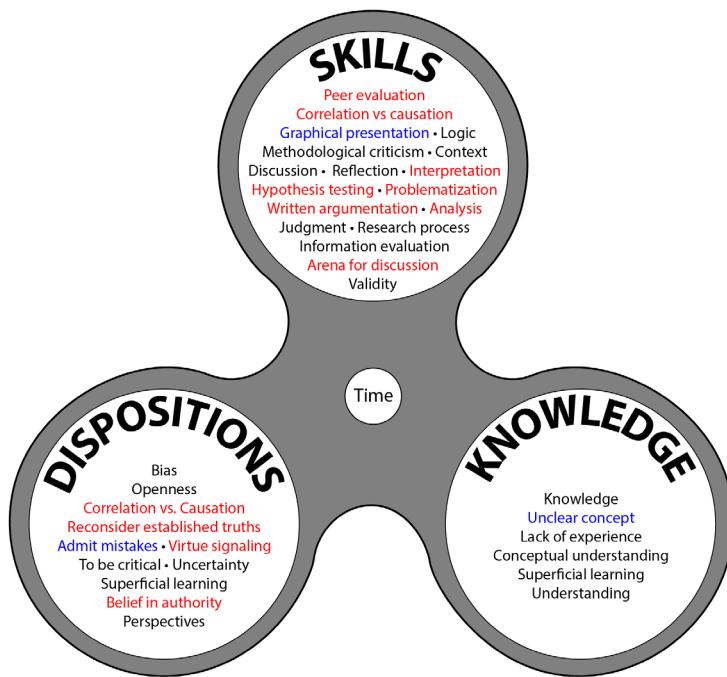 SKILLS
Peer evaluation
Correlation vs causation
Graphical presentation • Logic
Methodological criticism • Context
Discussion • Reflection • Interpretation
Hypothesis testing • Problematization
Written argumentation • Analysis
Judgment • Research process
Information evaluation
Arena for discussion
Validity
Time
DISPOSITIONS
Bias
Openness
Correlation vs. Causation
Reconsider established truths
Admit mistakes • Virtue signaling
To be critical • Uncertainty
Superficial learning
Belief in authority
Perspectives
KNOWLEDGE
Knowledge
Unclear concept
Lack of experience
Conceptual understanding
Superficial learning
Understanding